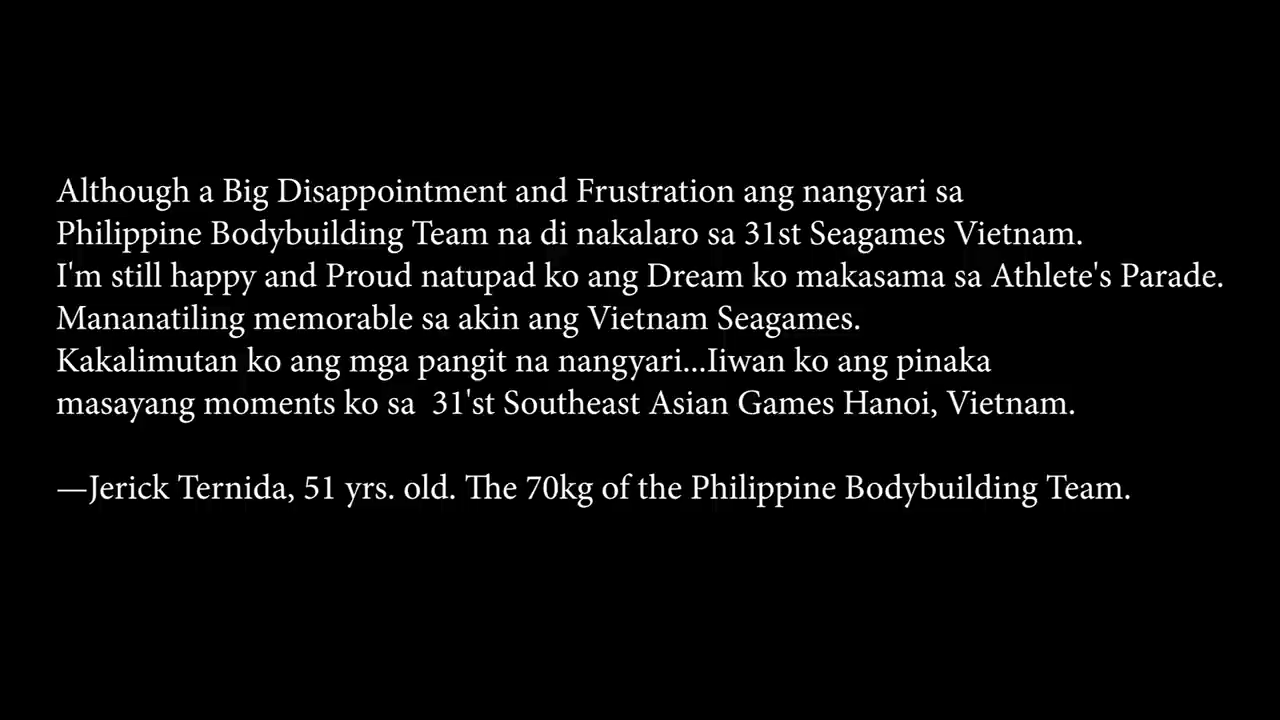 Although a Big Disappointment and Frustration ang nangyari sa
Philippine Bodybuilding Team na di nakalaro sa 31st Seagames Vietnam.
I'm still happy and Proud natupad ko ang Dream ko makasama sa Athlete's Parade.
Mananatiling memorable sa akin ang Vietnam Seagames.
Kakalimutan ko ang mga pangit na nangyari...Iiwan ko ang pinaka
masayang moments ko sa  31'st Southeast Asian Games Hanoi, Vietnam.
—Jerick Ternida, 51 yrs. old. The 70kg of the Philippine Bodybuilding Team.